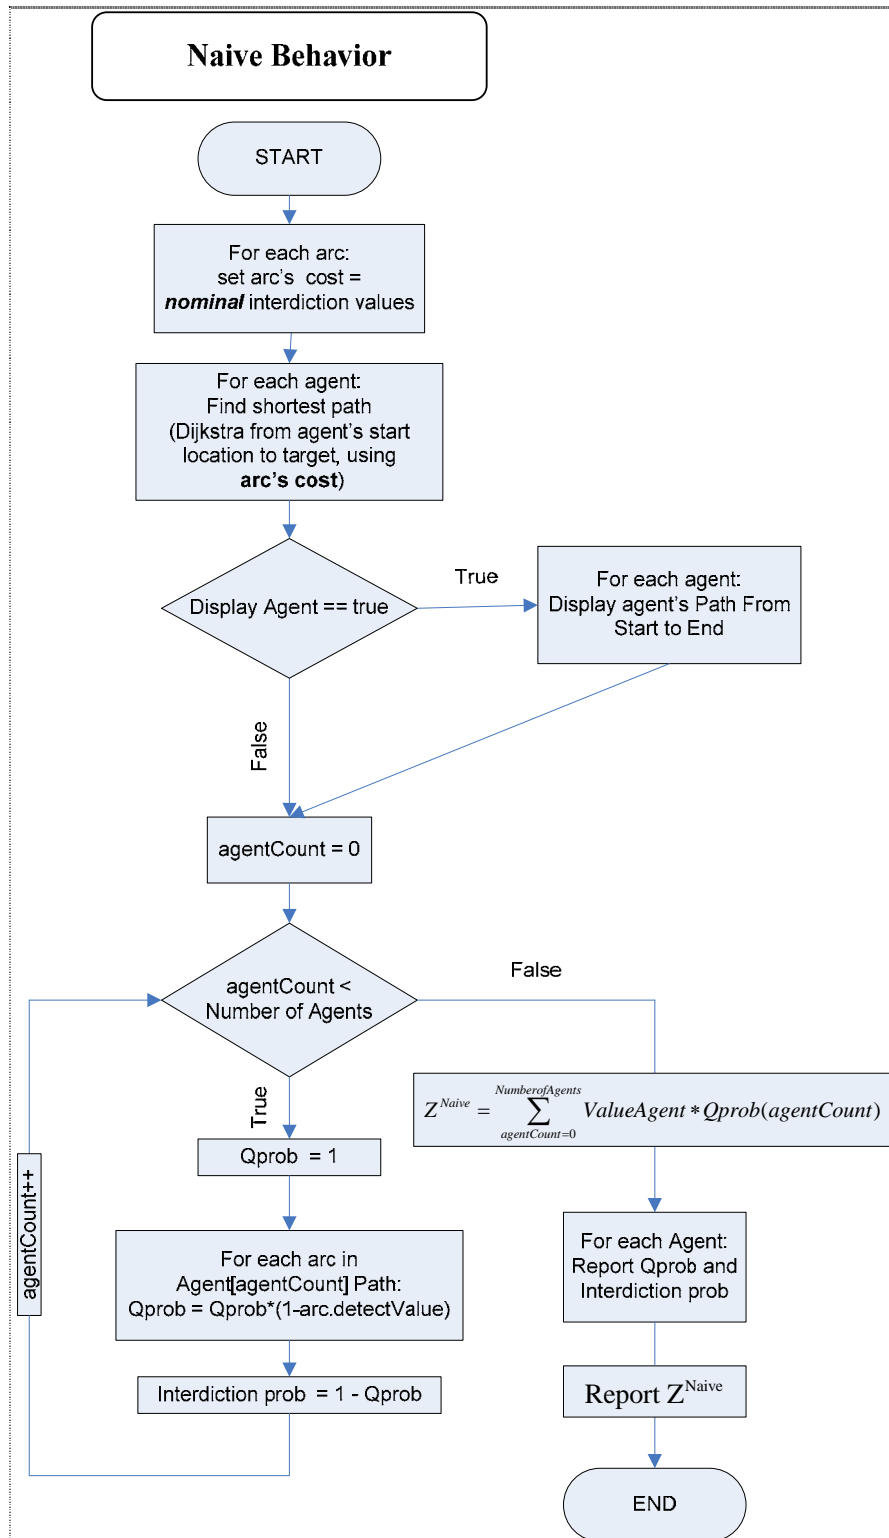 Naive Behavior
START
For each arc:
set arc's cost =
nominal interdiction values
For each agent:
Find shortest path
(Dijkstra from agent's start
location to target, using
arc's cost)
Display Agent == true
True
For each agent:
Display agent's Path From
Start to End
False
agentCount = 0
agentCount <
Number of Agents
False
True
Z^{Naive} = \sum_{agentCount=0}^{NumberofAgents} ValueAgent * Qprob(agentCount)
Qprob = 1
agentCount++
For each arc in
Agent[agentCount] Path:
Qprob = Qprob*(1-arc.detectValue)
Interdiction prob = 1 - Qprob
For each Agent:
Report Qprob and
Interdiction prob
Report Z^{Naive}
END